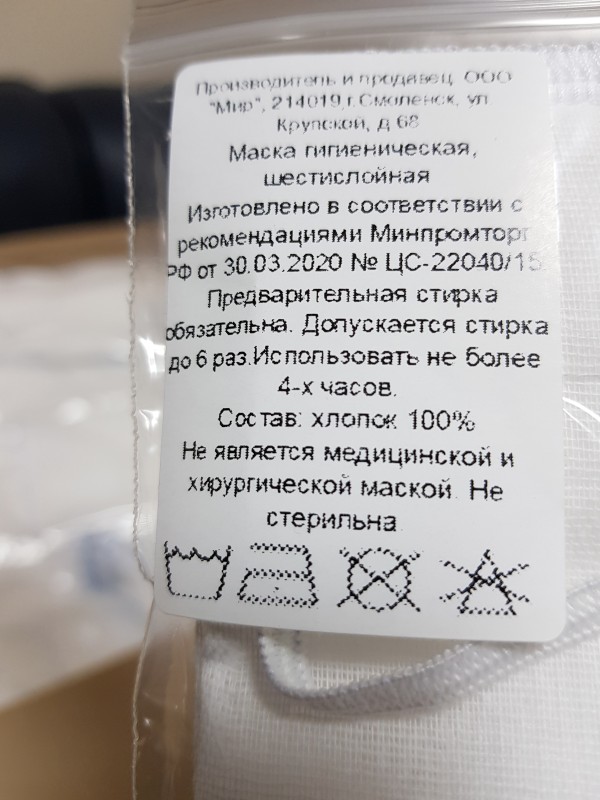 Производитель и продавец ООО
"Мир", 214019,г.Смоленск, ул
Крупской, д 68
Маска гигиеническая,
шестислойная
Изготовлено в соответствии с
рекомендациями Минпромторг
РФ от 30.03.2020 № ЦС-22040/15
Предварительная стирка
обязательна. Допускается стирка
до 6 раз.Использовать не более
4-х часов.
Состав: хлопок 100%
Не является медицинской и
хирургической маской. Не
стерильна